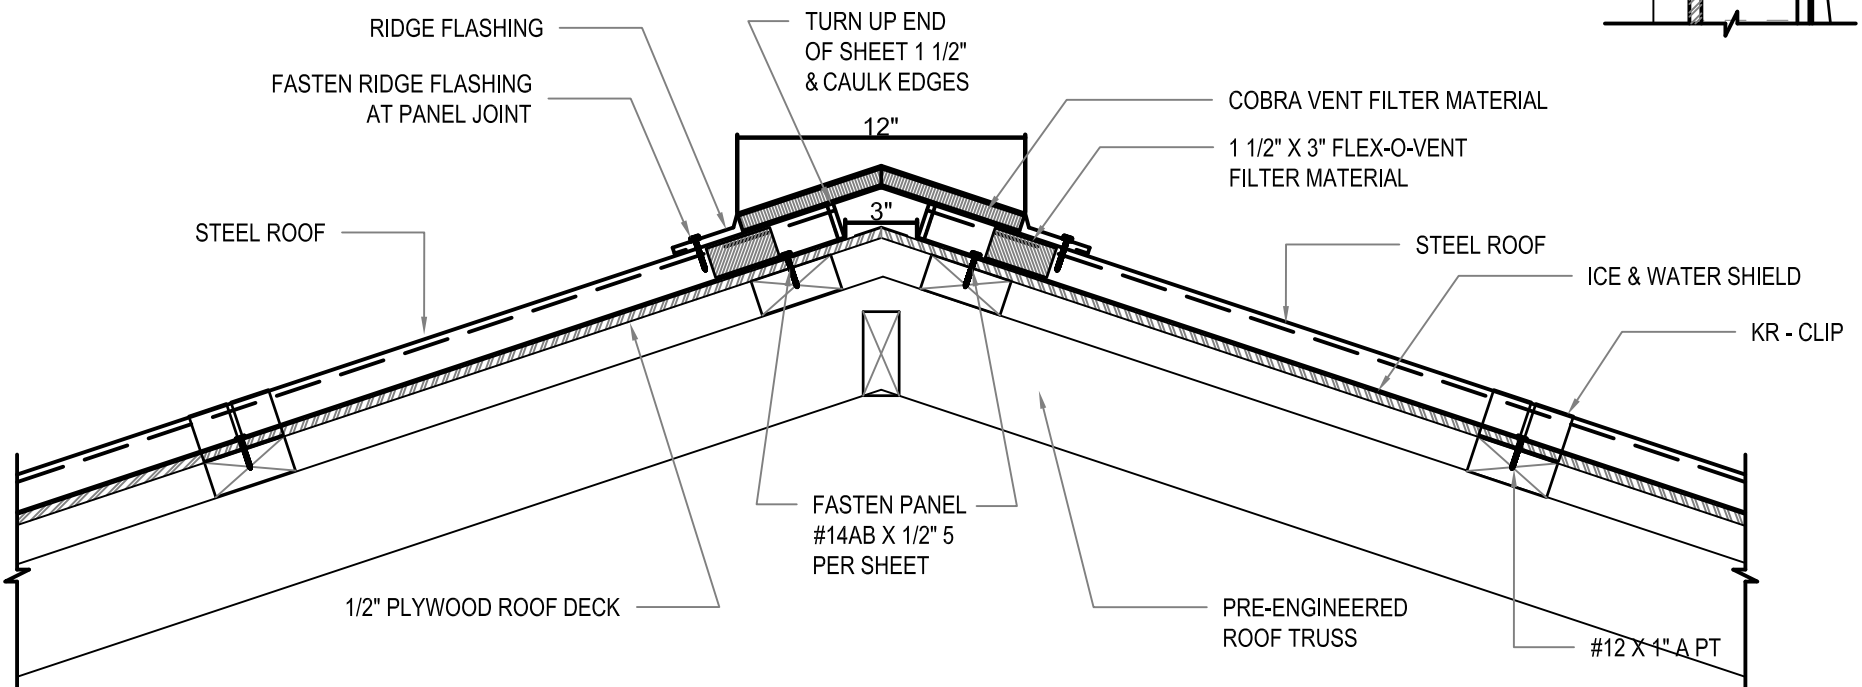 RIDGE FLASHING
FASTEN RIDGE FLASHING
AT PANEL JOINT
TURN UP END
OF SHEET 1 1/2"
& CAULK EDGES
12"
3"
COBRA VENT FILTER MATERIAL
1 1/2" X 3" FLEX-O-VENT
FILTER MATERIAL
STEEL ROOF
STEEL ROOF
ICE & WATER SHIELD
KR - CLIP
FASTEN PANEL
#14AB X 1/2" 5
PER SHEET
1/2" PLYWOOD ROOF DECK
PRE-ENGINEERED
ROOF TRUSS
#12 X 1" A PT